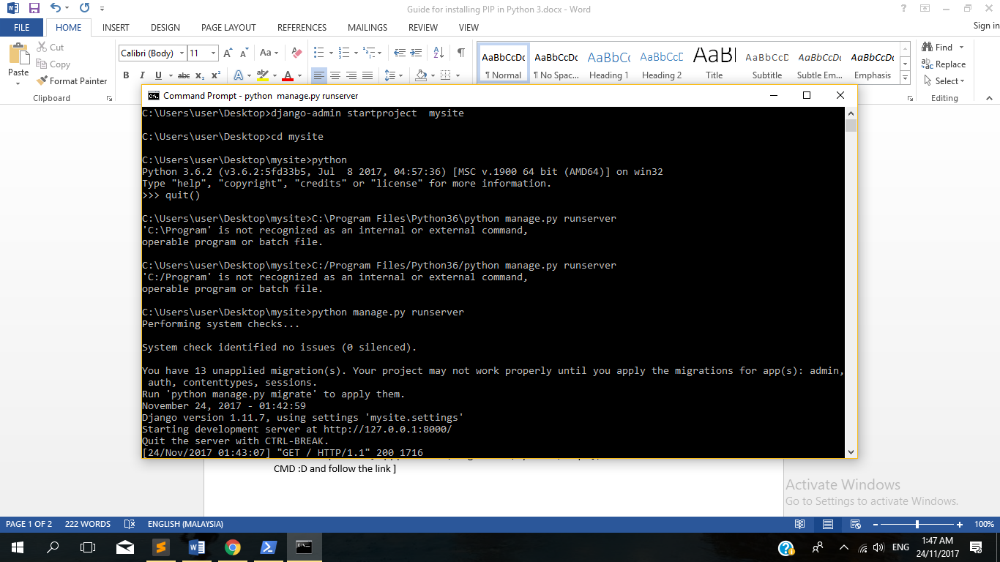 Guide for installing PIP in Python 3.docx - Word
FILE HOME INSERT DESIGN PAGE LAYOUT REFERENCES MAILINGS REVIEW VIEW Sign in
Paste
Cut
Copy
Format Painter
Clipboard
Calibri (Body) 11
AaBbCcDc ¶ Normal
AaBbCcDc ¶ No Spac...
AaBbCc Heading 1
AaBbCcD Heading 2
AaB Title
AaBbCcD Subtitle
AaBbCcDc Subtle Em...
AaBbCcDc Emphasis
Find
Replace
Select
Editing
Command Prompt - python  manage.py runserver
C:\Users\user\Desktop>django-admin startproject  mysite
C:\Users\user\Desktop>cd mysite
C:\Users\user\Desktop\mysite>python
Python 3.6.2 (v3.6.2:5fd33b5, Jul  8 2017, 04:57:36) [MSC v.1900 64 bit (AMD64)] on win32
Type "help", "copyright", "credits" or "license" for more information.
>>> quit()
C:\Users\user\Desktop\mysite>C:\Program Files\Python36\python manage.py runserver
'C:\Program' is not recognized as an internal or external command,
operable program or batch file.
C:\Users\user\Desktop\mysite>C:/Program Files/Python36/python manage.py runserver
'C:/Program' is not recognized as an internal or external command,
operable program or batch file.
C:\Users\user\Desktop\mysite>python manage.py runserver
Performing system checks...
System check identified no issues (0 silenced).
You have 13 unapplied migration(s). Your project may not work properly until you apply the migrations for app(s): admin,
 auth, contenttypes, sessions.
Run 'python manage.py migrate' to apply them.
November 24, 2017 - 01:42:59
Django version 1.11.7, using settings 'mysite.settings'
Starting development server at http://127.0.0.1:8000/
Quit the server with CTRL-BREAK.
[24/Nov/2017 01:43:07] "GET / HTTP/1.1" 200 1716
CMD :D and follow the link ]
Activate Windows
Go to Settings to activate Windows.
PAGE 1 OF 2 222 WORDS ENGLISH (MALAYSIA) 100%
ENG
1:47 AM
24/11/2017